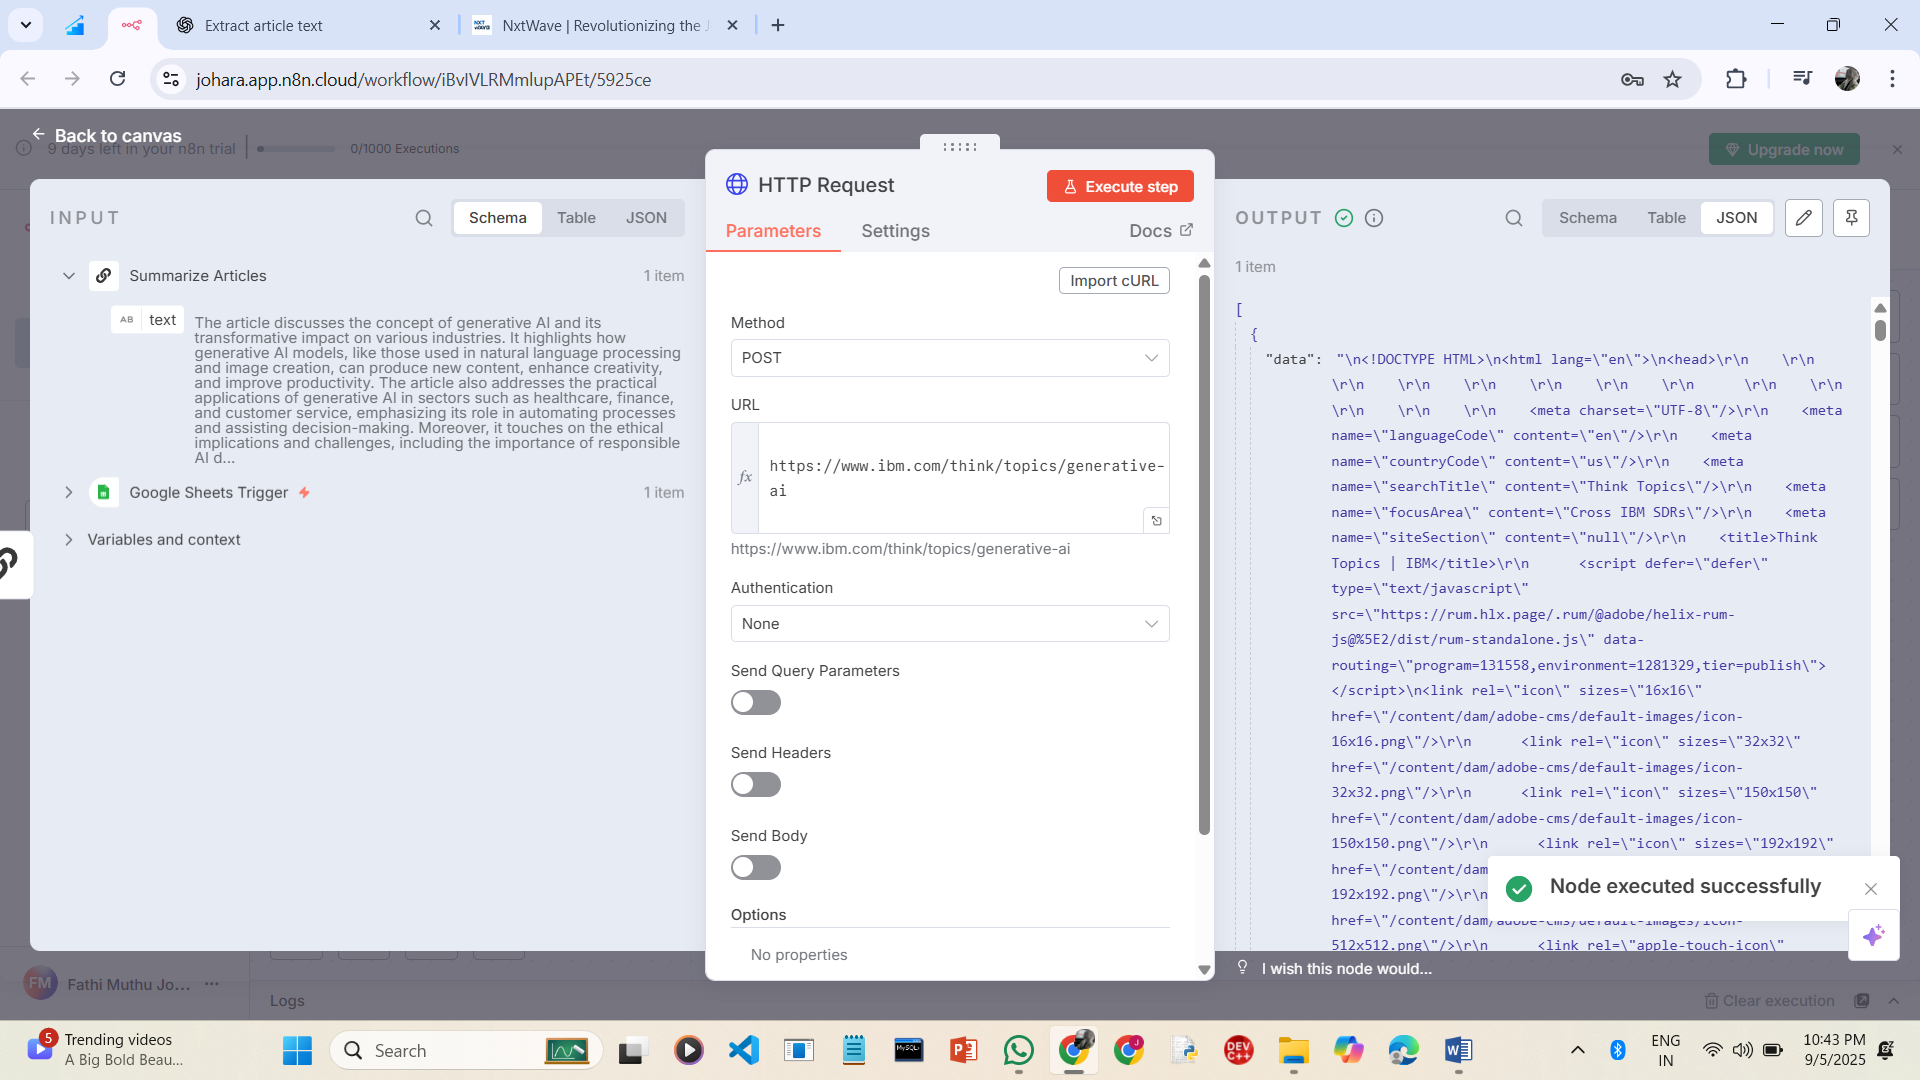 Extract article text
NxtWave | Revolutionizing the J
johara.app.n8n.cloud/workflow/iBvIVLRMmlupAPEt/5925ce
Back to canvas
9 days left in your n8n trial
0/1000 Executions
Upgrade now
INPUT
Schema
Table
JSON
Summarize Articles
1 item
AB text
The article discusses the concept of generative AI and its
transformative impact on various industries. It highlights how
generative AI models, like those used in natural language processing
and image creation, can produce new content, enhance creativity,
and improve productivity. The article also addresses the practical
applications of generative AI in sectors such as healthcare, finance,
and customer service, emphasizing its role in automating processes
and assisting decision-making. Moreover, it touches on the ethical
implications and challenges, including the importance of responsible
AI d...
Google Sheets Trigger
1 item
Variables and context
HTTP Request
Execute step
Parameters
Settings
Docs
Import cURL
Method
POST
URL
fx
https://www.ibm.com/think/topics/generative-
ai
https://www.ibm.com/think/topics/generative-ai
Authentication
None
Send Query Parameters
Send Headers
Send Body
Options
No properties
OUTPUT
Schema
Table
JSON
1 item
[
{
"data": "\n<!DOCTYPE HTML>\n<html lang=\"en\">\n<head>\r\n    \r\n
\r\n    \r\n    \r\n    \r\n    \r\n    \r\n      \r\n    \r\n
\r\n    \r\n    \r\n    <meta charset=\"UTF-8\"/>\r\n    <meta
name=\"languageCode\" content=\"en\"/>\r\n    <meta
name=\"countryCode\" content=\"us\"/>\r\n    <meta
name=\"searchTitle\" content=\"Think Topics\"/>\r\n    <meta
name=\"focusArea\" content=\"Cross IBM SDRs\"/>\r\n    <meta
name=\"siteSection\" content=\"null\"/>\r\n    <title>Think
Topics | IBM</title>\r\n      <script defer=\"defer\"
type=\"text/javascript\"
src=\"https://rum.hlx.page/.rum/@adobe/helix-rum-
js@%5E2/dist/rum-standalone.js\" data-
routing=\"program=131558,environment=1281329,tier=publish\">
</script>\n<link rel=\"icon\" sizes=\"16x16\"
href=\"/content/dam/adobe-cms/default-images/icon-
16x16.png\"/>\r\n      <link rel=\"icon\" sizes=\"32x32\"
href=\"/content/dam/adobe-cms/default-images/icon-
32x32.png\"/>\r\n      <link rel=\"icon\" sizes=\"150x150\"
href=\"/content/dam/adobe-cms/default-images/icon-
150x150.png\"/>\r\n      <link rel=\"icon\" sizes=\"192x192\"
href=\"/content/dam
192x192.png\"/>\r\n
href=\"/content/dam/adobe-cms/default-images/icon-
512x512.png\"/>\r\n      <link rel=\"apple-touch-icon\"
Node executed successfully
I wish this node would...
FM
Fathi Muthu Jo...
Logs
Clear execution
5
Trending videos
A Big Bold Beau...
Search
MySQL
J
DEV
C++
ENG
IN
10:43 PM
9/5/2025